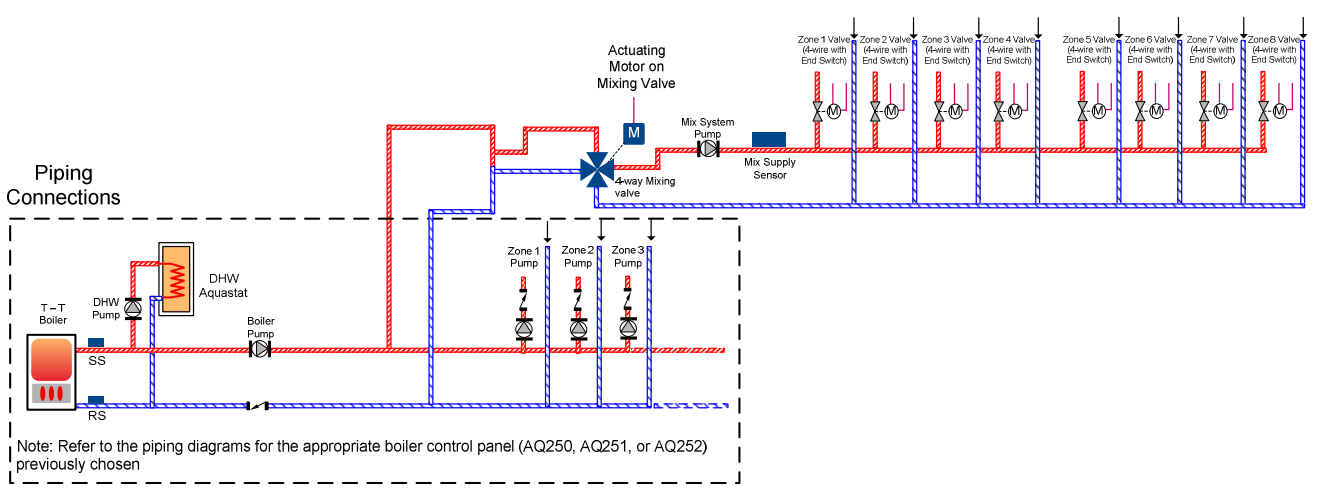 Zone 1 Valve
(4-wire with
End Switch)
Zone 2 Valve
(4-wire with
End Switch)
Zone 3 Valve
(4-wire with
End Switch)
Zone 4 Valve
(4-wire with
End Switch)
Zone 5 Valve
(4-wire with
End Switch)
Zone 6 Valve
(4-wire with
End Switch)
Zone 7 Valve
(4-wire with
End Switch)
Zone 8 Valve
(4-wire with
End Switch)
M
M
M
M
M
M
M
M
Actuating
Motor on
Mixing Valve
M
Mix System
Pump
Mix Supply
Sensor
4-way Mixing
valve
Piping
Connections
Zone 1
Pump
Zone 2
Pump
Zone 3
Pump
DHW
Aquastat
DHW
Pump
T – T
Boiler
Boiler
Pump
SS
RS
Note: Refer to the piping diagrams for the appropriate boiler control panel (AQ250, AQ251, or AQ252)
previously chosen